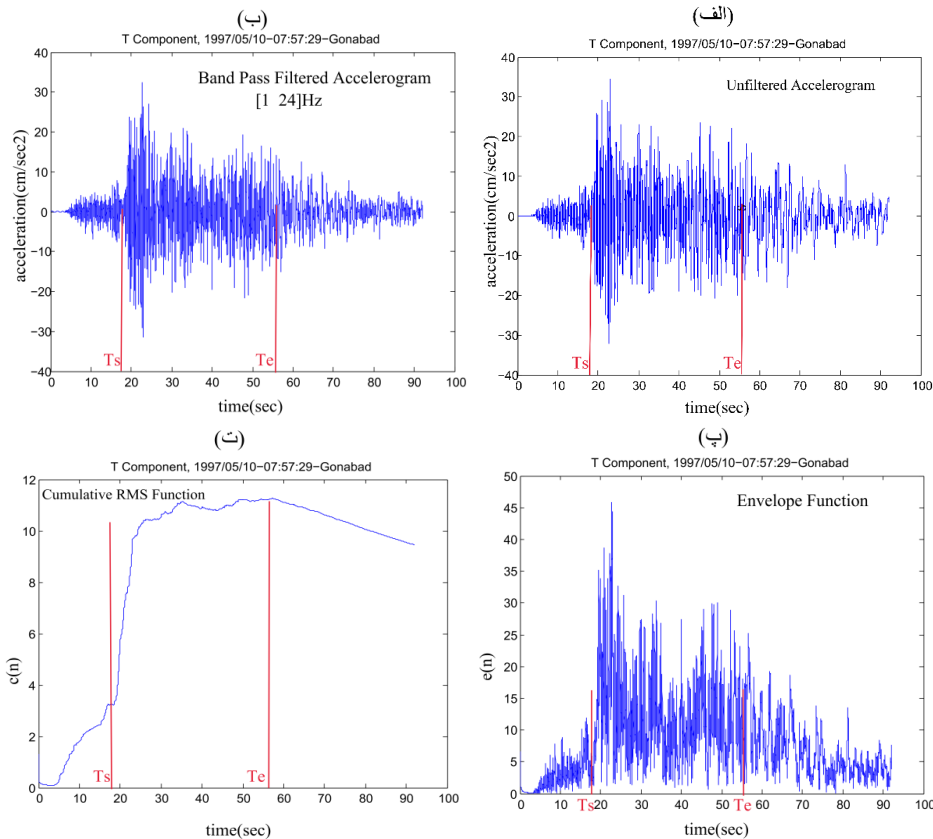 (الف)
T Component, 1997/05/10−07:57:29−Gonabad
Unfiltered Accelerogram
acceleration(cm/sec2)
40
30
20
10
0
−10
−20
−30
−40
Ts
Te
0 10 20 30 40 50 60 70 80 90 100
time(sec)
(ب)
T Component, 1997/05/10−07:57:29−Gonabad
Band Pass Filtered Accelerogram
[1 24]Hz
acceleration(cm/sec2)
40
30
20
10
0
−10
−20
−30
−40
Ts
Te
0 10 20 30 40 50 60 70 80 90 100
time(sec)
(پ)
T Component, 1997/05/10−07:57:29−Gonabad
Envelope Function
e(n)
50
45
40
35
30
25
20
15
10
5
0
0 10 20 30 40 50 60 70 80 90 100
Ts
Te
time(sec)
(ت)
T Component, 1997/05/10−07:57:29−Gonabad
Cumulative RMS Function
c(n)
12
10
8
6
4
2
0
Ts
Te
0 20 40 60 80 100
time(sec)